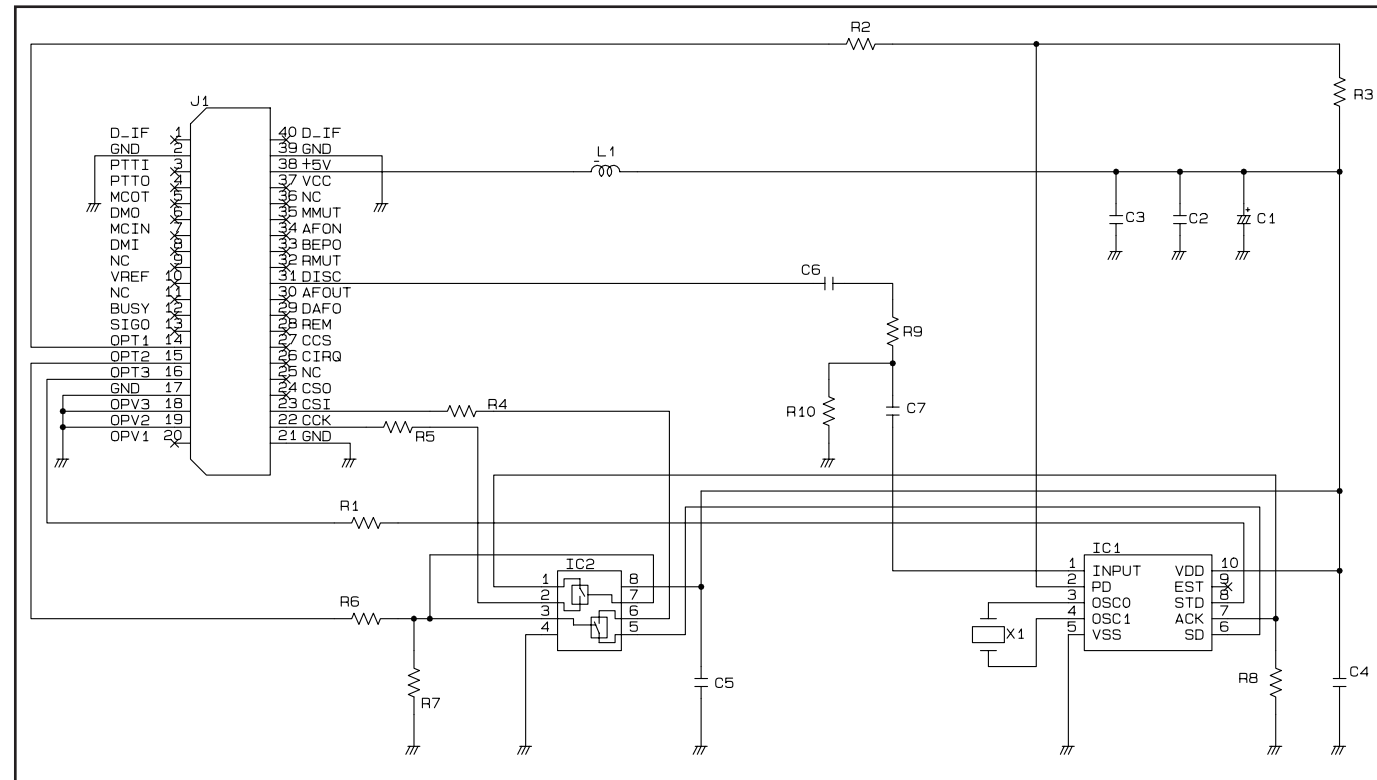 R2
R3
J1
D_IF 1
GND 2
PTTI 3
PTTO 4
MCOT 5
DMO 6
MCIN 7
DMI 8
NC 9
VREF 10
NC 11
BUSY 12
SIGO 13
OPT1 14
OPT2 15
OPT3 16
GND 17
OPV3 18
OPV2 19
OPV1 20
40 D_IF
39 GND
38 +5V
37 VCC
36 NC
35 MMUT
34 AFON
33 BEPO
32 RMUT
31 DISC
30 AFOUT
29 DAFO
28 REM
27 CCS
26 CIRQ
25 NC
24 CSO
23 CSI
22 CCK
21 GND
L1
C3
C2
+
C1
C6
R9
R10
C7
R4
R5
R1
IC2
1 8
2 7
3 6
4 5
R6
R7
C5
IC1
1 INPUT VDD 10
2 PD EST 9
3 OSCO STD 8
4 OSC1 ACK 7
5 VSS SD 6
X1
R8
C4